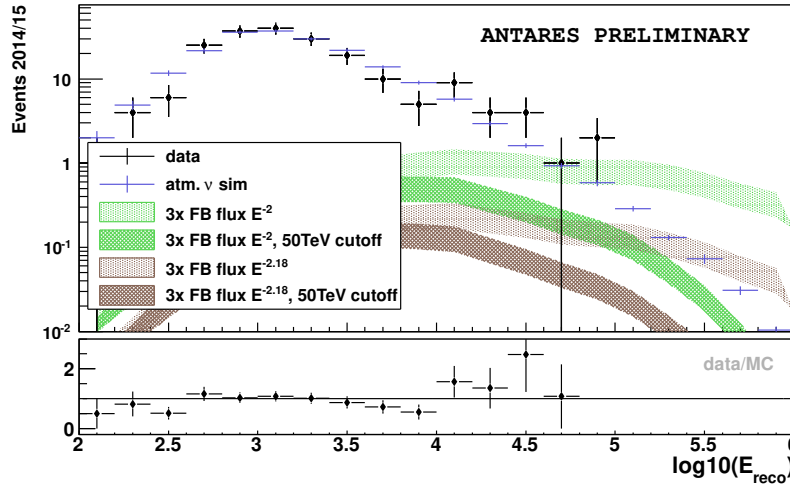 Events 2014/15
ANTARES PRELIMINARY
10
1
10^-1
10^-2
data
atm. ν sim
3x FB flux E^-2
3x FB flux E^-2, 50TeV cutoff
3x FB flux E^-2.18
3x FB flux E^-2.18, 50TeV cutoff
data/MC
2
0
2 2.5 3 3.5 4 4.5 5 5.5 6
log10(E_reco)